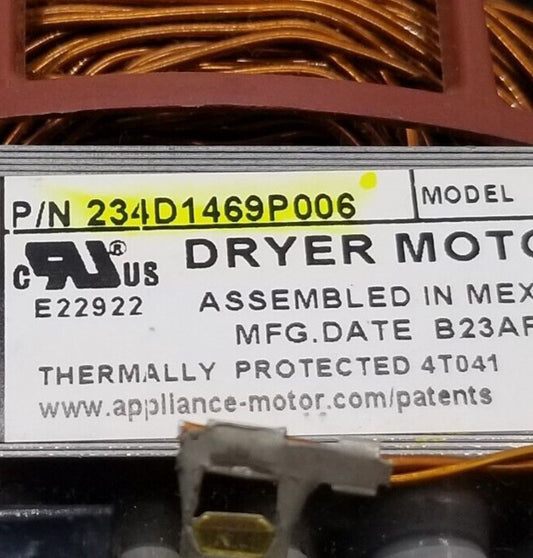 P/N 234D1469P006 MODEL
DRYER MOTO
c RU ® US
E22922
ASSEMBLED IN MEX
MFG.DATE B23AF
THERMALLY PROTECTED 4T041
www.appliance-motor.com/patents